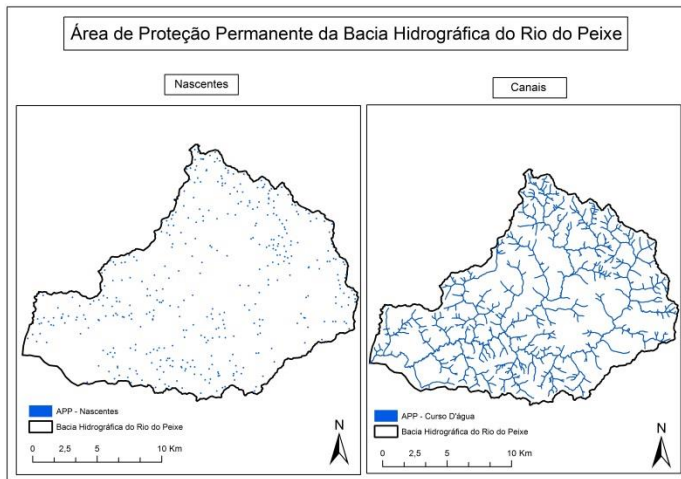 Área de Proteção Permanente da Bacia Hidrográfica do Rio do Peixe
Nascentes
APP - Nascentes
Bacia Hidrográfica do Rio do Peixe
0 2,5 5 10 Km
N
Canais
APP - Curso D'água
Bacia Hidrográfica do Rio do Peixe
0 2,5 5 10 Km
N